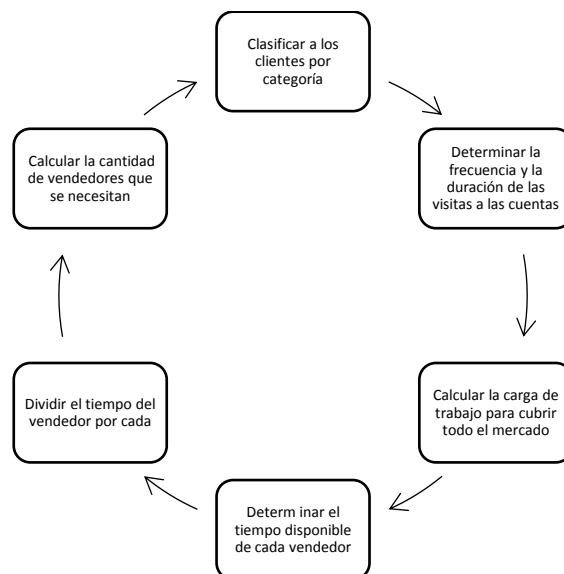 Clasificar a los
clientes por
categoría
Determinar la
frecuencia y la
duración de las
visitas a las cuentas
Calcular la carga de
trabajo para cubrir
todo el mercado
Determ inar el
tiempo disponible
de cada vendedor
Dividir el tiempo del
vendedor por cada
Calcular la cantidad
de vendedores que
se necesitan